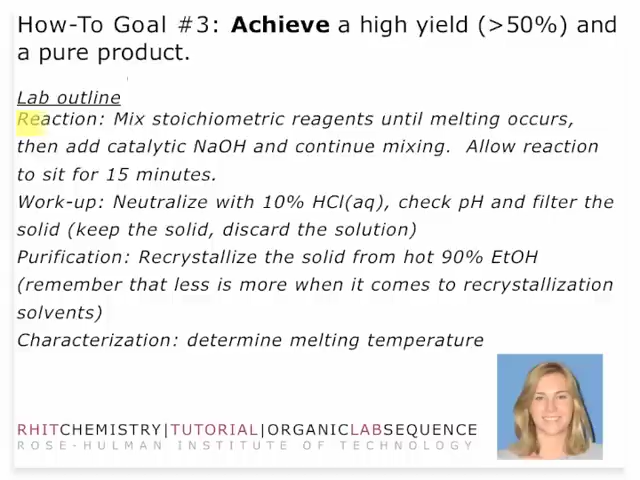 How-To Goal #3: Achieve a high yield (>50%) and
a pure product.
Lab outline
Reaction: Mix stoichiometric reagents until melting occurs,
then add catalytic NaOH and continue mixing. Allow reaction
to sit for 15 minutes.
Work-up: Neutralize with 10% HCl(aq), check pH and filter the
solid (keep the solid, discard the solution)
Purification: Recrystallize the solid from hot 90% EtOH
(remember that less is more when it comes to recrystallization
solvents)
Characterization: determine melting temperature
RHITCHEMISTRY|TUTORIAL|ORGANICLABSEQUENCE
ROSE-HULMAN INSTITUTE OF TECHNOLOGY